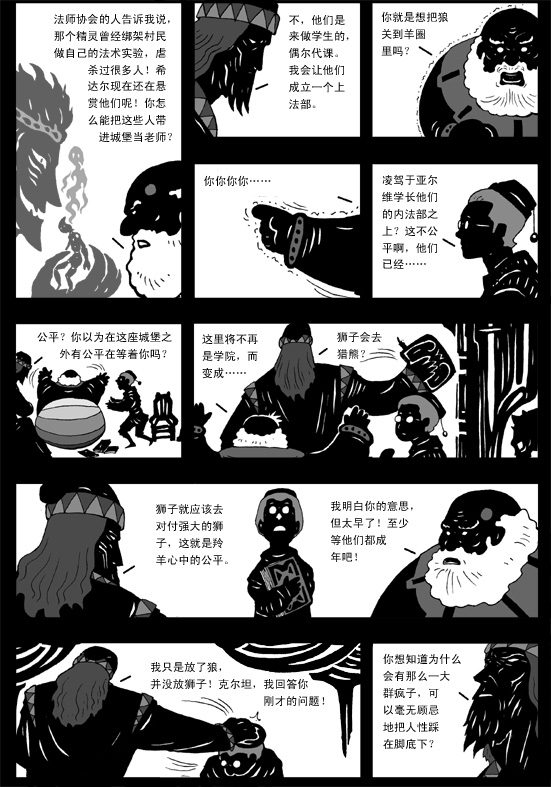 法师协会的人告诉我说，
那个精灵曾经绑架村民
做自己的法术实验，虐
杀过很多人！希
达尔现在还在悬
赏他们呢！你怎
么能把这些人带
进城堡当老师？
不，他们是
来做学生的，
偶尔代课。
我会让他们
成立一个上
法部。
你就是想把狼
关到羊圈
里吗？
你你你你……
凌驾于亚尔
维学长他们
的内法部之
上？这不公
平啊，他们
已经……
公平？你以为在这座城堡之
外有公平在等着你吗？
这里将不再
是学院，而
变成……
狮子会去
猎熊？
狮子就应该去
对付强大的狮
子，这就是羚
羊心中的公平。
我明白你的意思，
但太早了！至少
等他们都成
年吧！
我只是放了狼，
并没放狮子！克尔坦，我回答你
刚才的问题！
你想知道为什么
会有那么一大
群疯子，可
以毫无顾忌
地把人性踩
在脚底下？